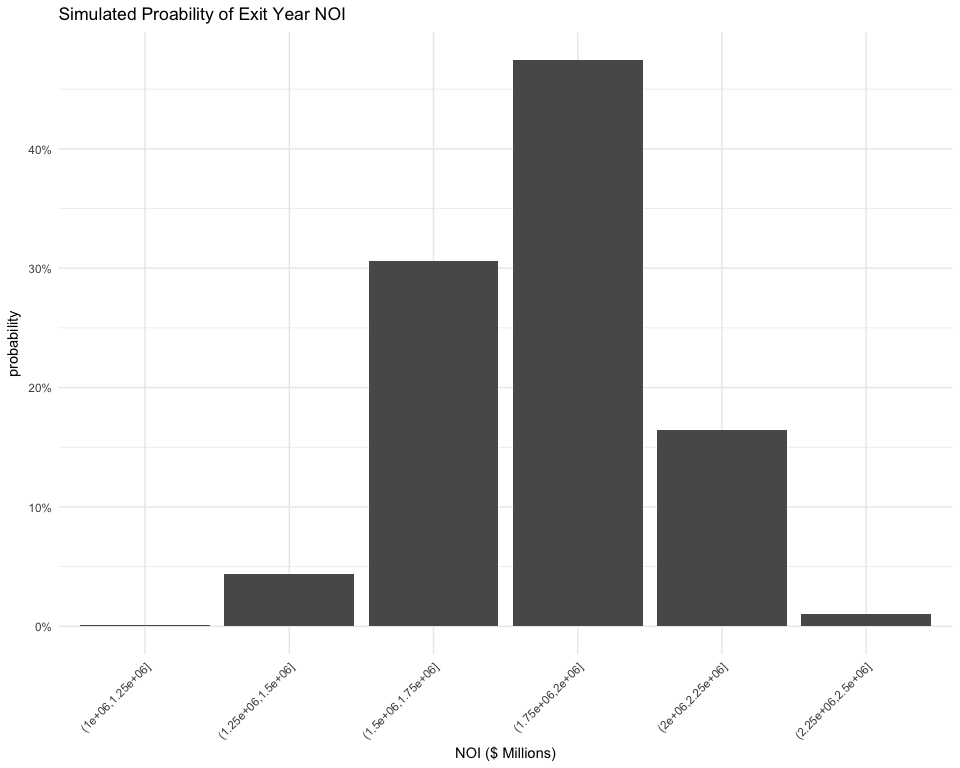 Simulated Proability of Exit Year NOI
probability
40%
30%
20%
10%
0%
(1e+06,1.25e+06]
(1.25e+06,1.5e+06]
(1.5e+06,1.75e+06]
(1.75e+06,2e+06]
(2e+06,2.25e+06]
(2.25e+06,2.5e+06]
NOI ($ Millions)